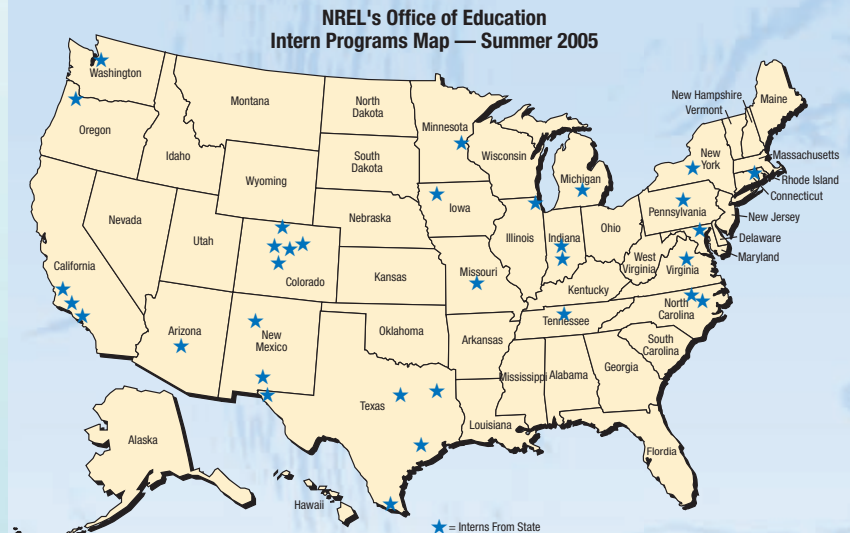 NREL's Office of Education
Intern Programs Map — Summer 2005
Washington
Oregon
Montana
Idaho
North
Dakota
Minnesota
South
Dakota
Wisconsin
Michigan
New Hampshire
Vermont
Maine
New
York
Massachusetts
Rhode Island
Connecticut
Wyoming
Nebraska
Iowa
Pennsylvania
New Jersey
Delaware
Maryland
Nevada
Utah
California
Colorado
Kansas
Missouri
Illinois
Indiana
Ohio
West
Virginia
Virginia
Kentucky
North
Carolina
Tennessee
South
Carolina
Arizona
New
Mexico
Oklahoma
Arkansas
Mississippi
Alabama
Georgia
Texas
Louisiana
Flordia
Alaska
Hawaii
= Interns From State